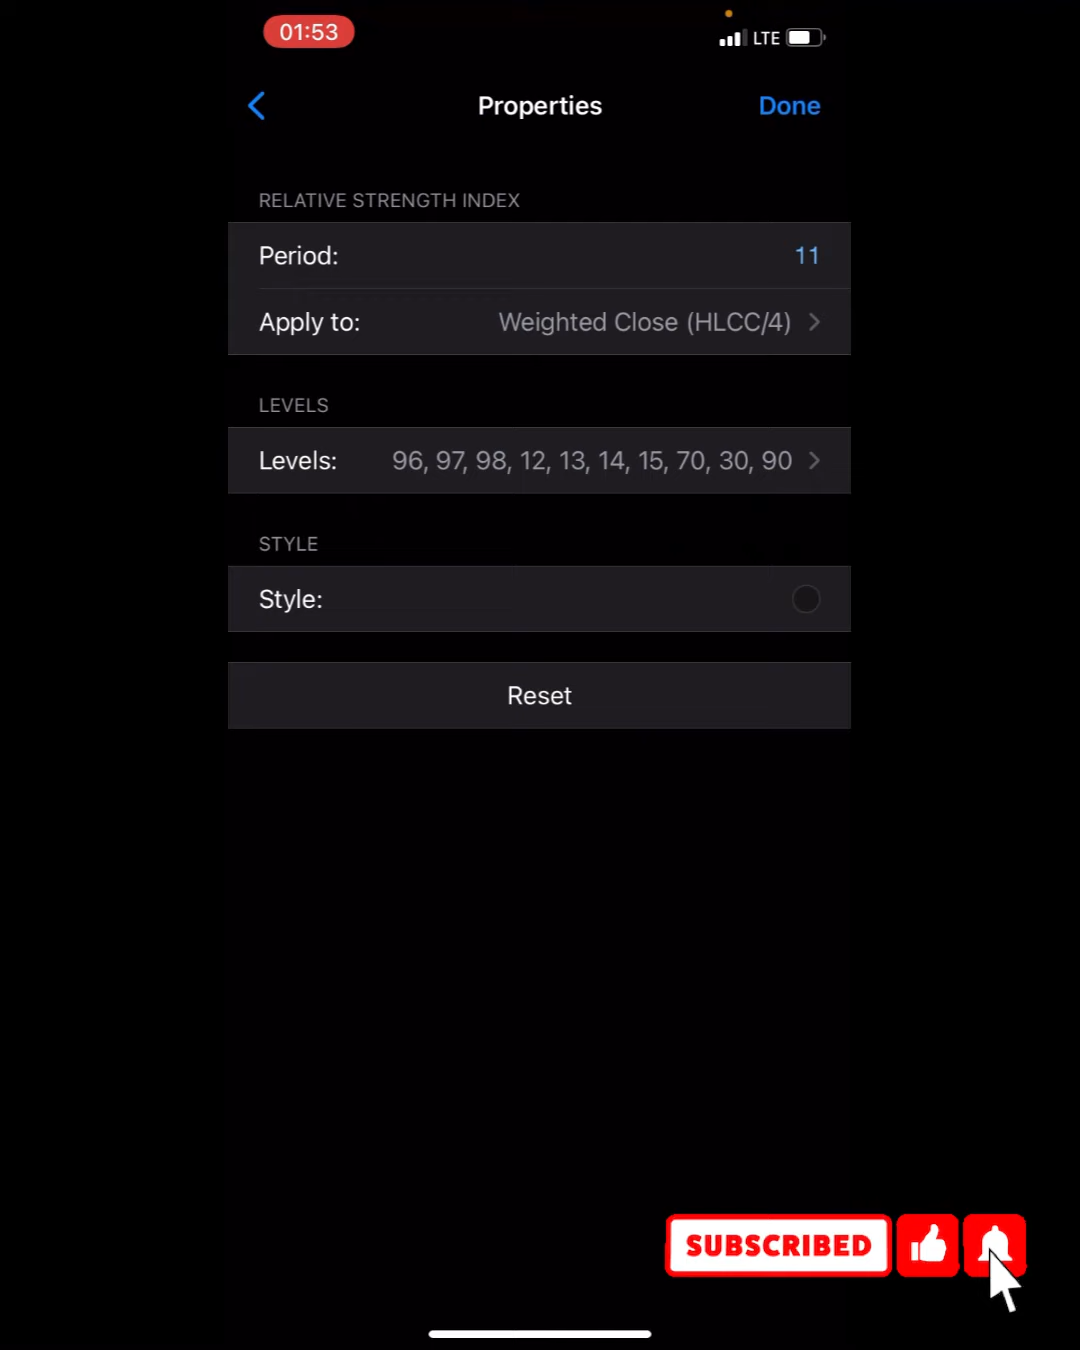 01:53
LTE
Properties
Done
RELATIVE STRENGTH INDEX
Period: 11
Apply to: Weighted Close (HLCC/4)
LEVELS
Levels: 96, 97, 98, 12, 13, 14, 15, 70, 30, 90
STYLE
Style:
Reset
SUBSCRIBED